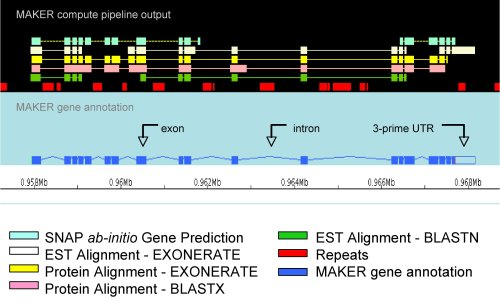 MAKER compute pipeline output
MAKER gene annotation
exon
intron
3-prime UTR
0.958Mb 0.96Mb 0.962Mb 0.964Mb 0.966Mb 0.968Mb
SNAP ab-initio Gene Prediction
EST Alignment - EXONERATE
Protein Alignment - EXONERATE
Protein Alignment - BLASTX
EST Alignment - BLASTN
Repeats
MAKER gene annotation